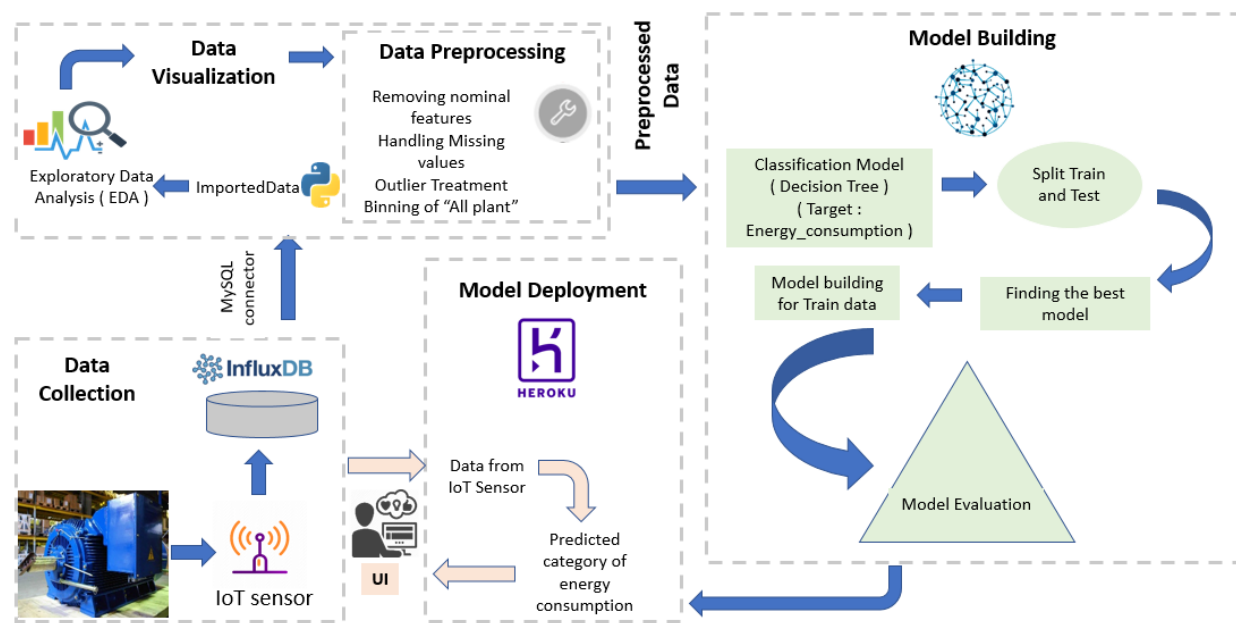 Data
Visualization
Exploratory Data
Analysis ( EDA )
ImportedData
Data Preprocessing
Removing nominal
features
Handling Missing
values
Outlier Treatment
Binning of “All plant”
Preprocessed
Data
Model Building
Classification Model
( Decision Tree )
( Target :
Energy_consumption )
Split Train
and Test
Finding the best
model
Model building
for Train data
Model Evaluation
MySQL
connector
Data
Collection
InfluxDB
IoT sensor
Model Deployment
HEROKU
Data from
IoT Sensor
Predicted
category of
energy
consumption
UI